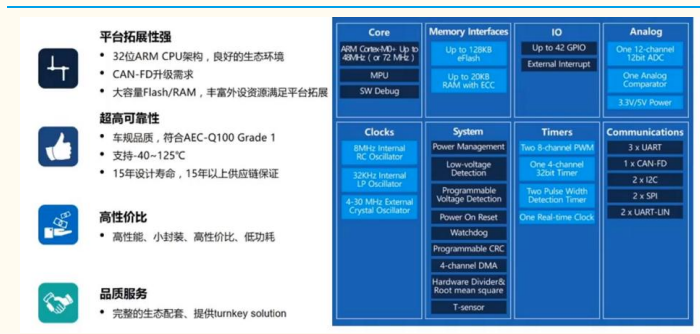 平台拓展性强
• 32位ARM CPU架构，良好的生态环境
• CAN-FD升级需求
• 大容量Flash/RAM，丰富外设资源满足平台拓展
超高可靠性
• 车规品质，符合AEC-Q100 Grade 1
• 支持-40~125℃
• 15年设计寿命，15年以上供应链保证
高性价比
• 高性能、小封装、高性价比、低功耗
品质服务
• 完整的生态配套、提供turnkey solution
Core
ARM Cortex-M0+ Up to
48MHz ( or 72 MHz )
MPU
SW Debug
Memory Interfaces
Up to 128KB
eFlash
Up to 20KB
RAM with ECC
IO
Up to 42 GPIO
External Interrupt
Analog
One 12-channel
12bit ADC
One Analog
Comparator
3.3V/5V Power
Clocks
8MHz Internal
RC Oscillator
32KHz Internal
LP Oscillator
4-30 MHz External
Crystal Oscillator
System
Power Management
Low-voltage
Detection
Programmable
Voltage Detection
Power On Reset
Watchdog
Programmable CRC
4-channel DMA
Hardware Divider&
Root mean square
T-sensor
Timers
Two 8-channel PWM
One 4-channel
32bit Timer
Two Pulse Width
Detection Timer
One Real-time Clock
Communications
3 x UART
1 x CAN-FD
2 x I2C
2 x SPI
2 x UART-LIN